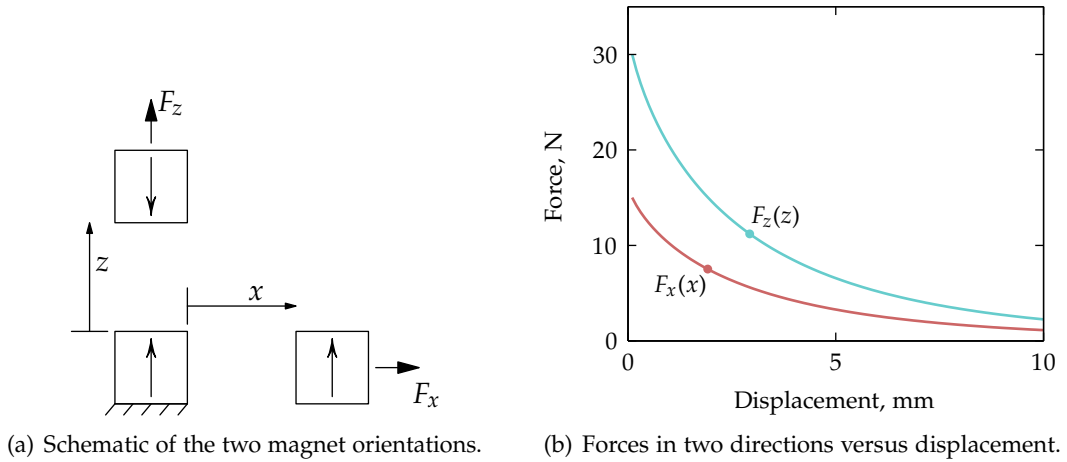 F_z
z
x
F_x
(a) Schematic of the two magnet orientations.
30
20
10
0
Force, N
F_z(z)
F_x(x)
0 5 10
Displacement, mm
(b) Forces in two directions versus displacement.